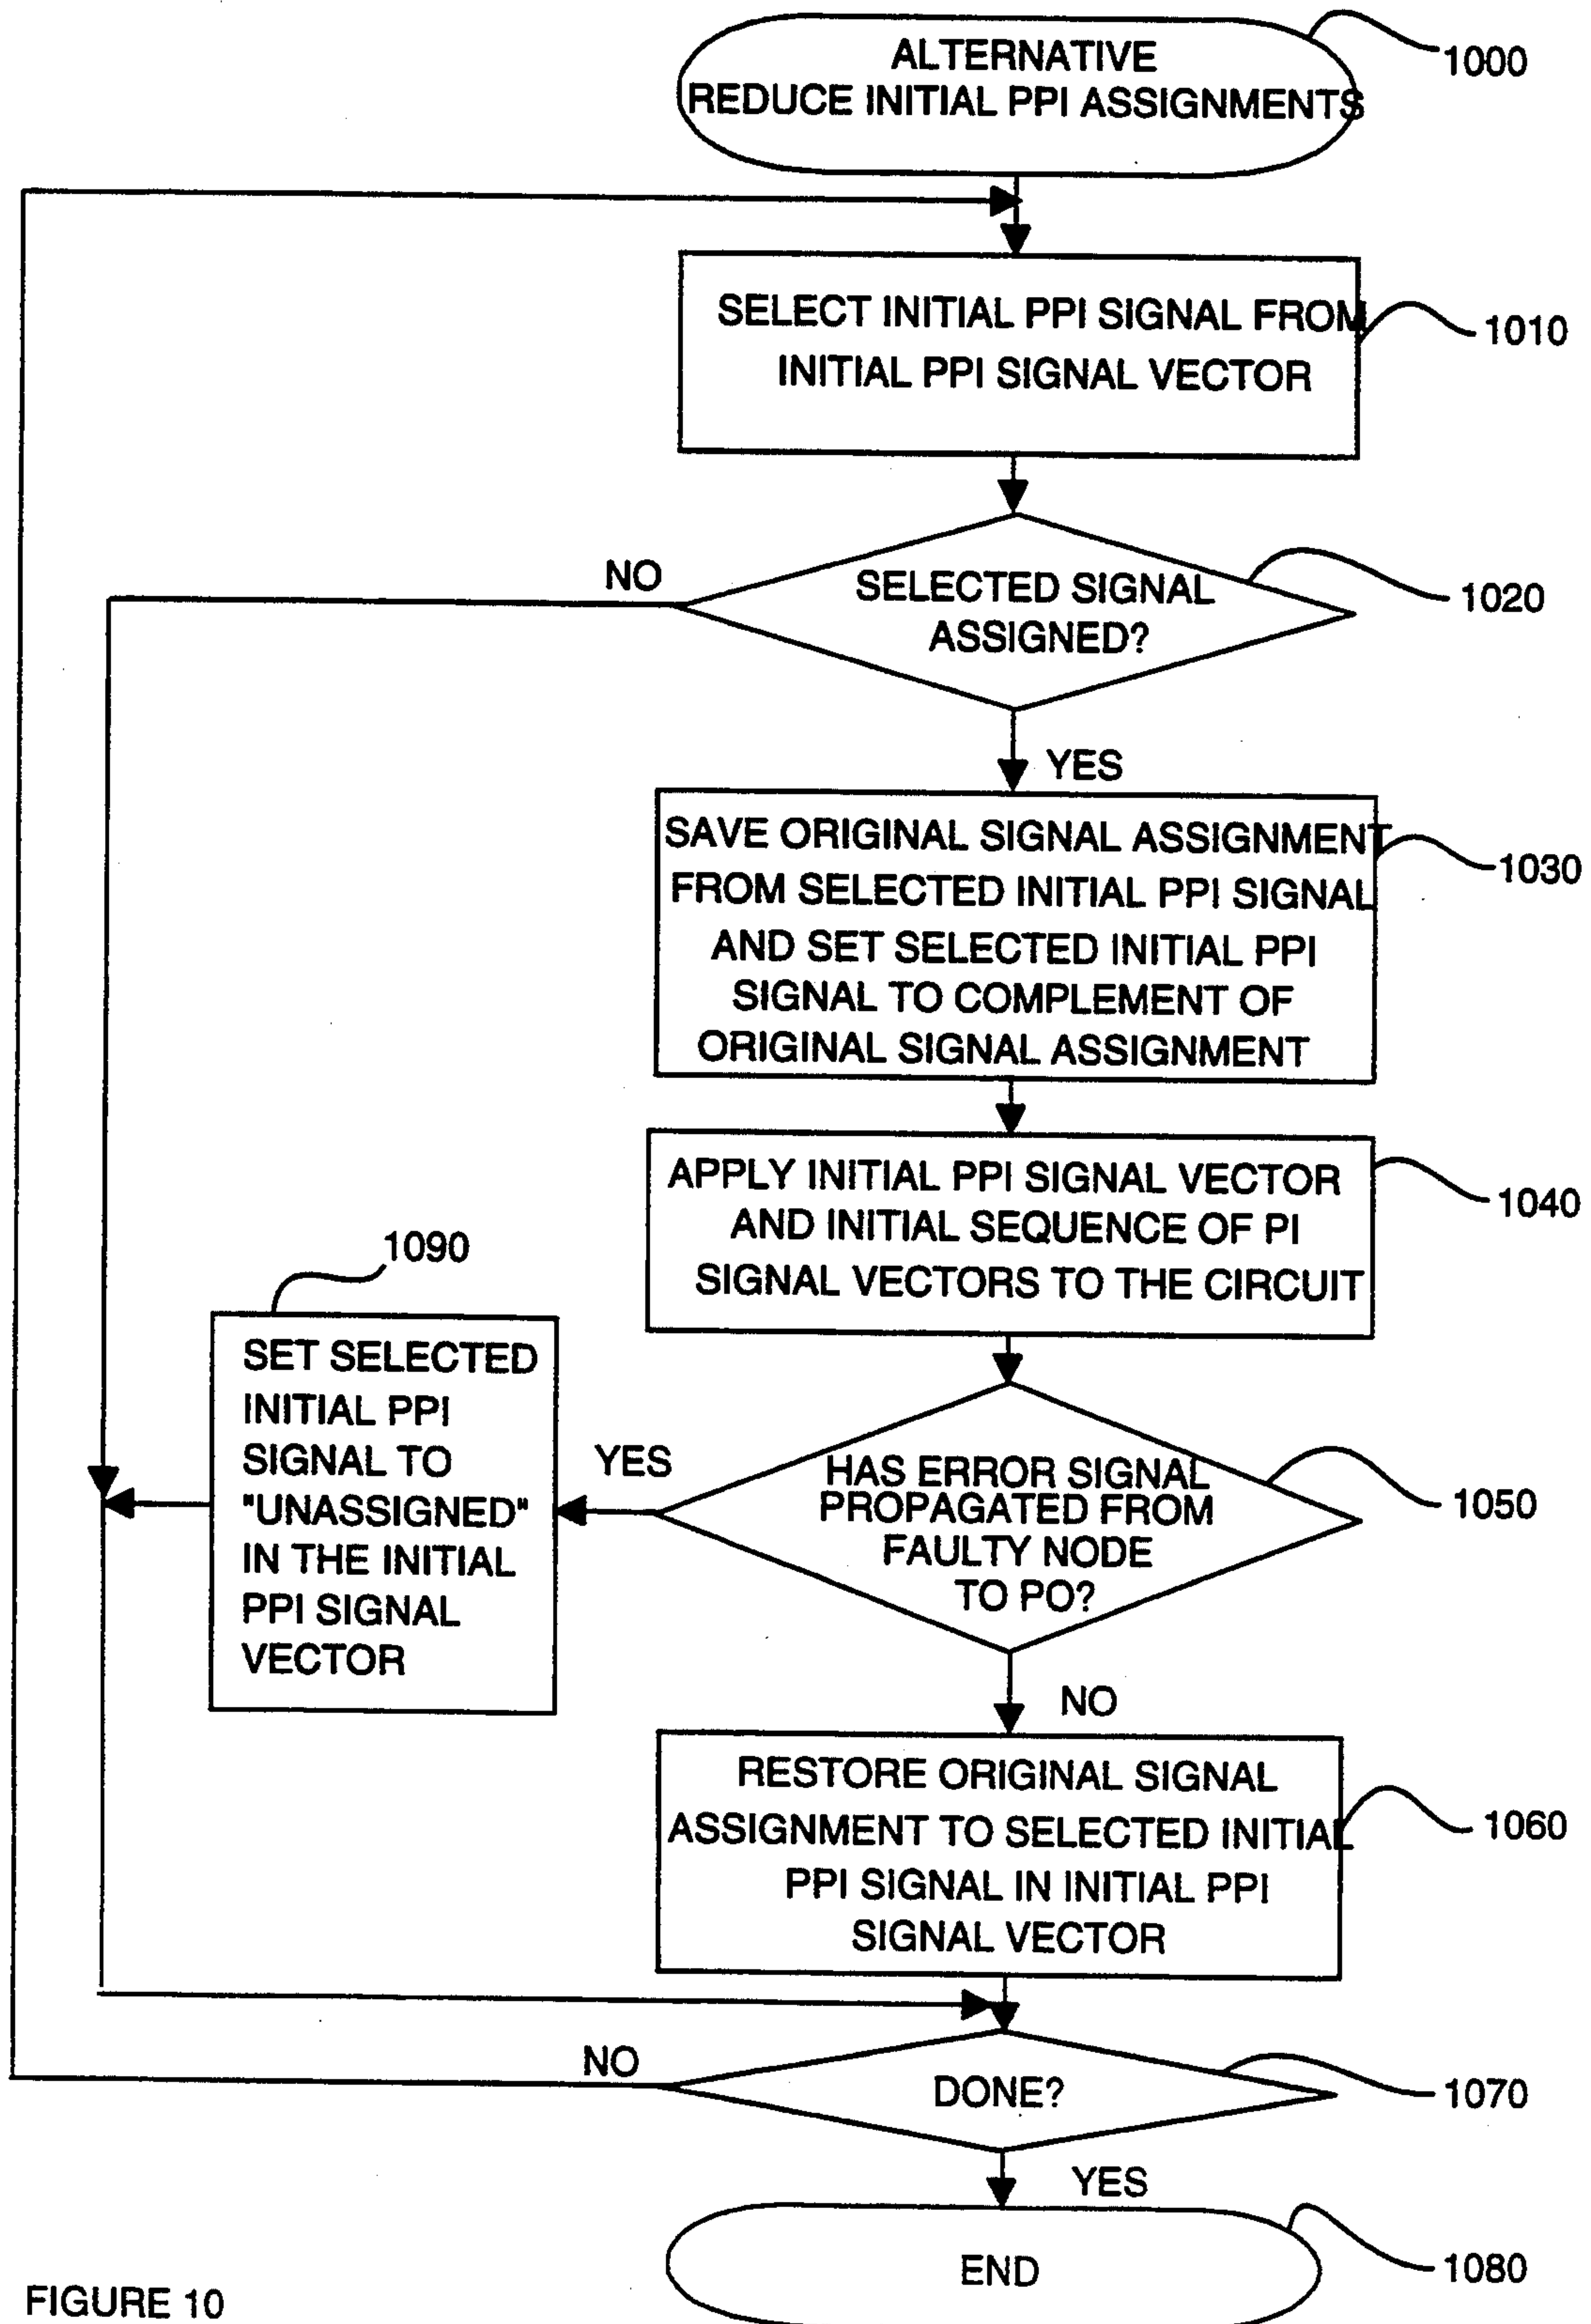 ALTERNATIVE
REDUCE INITIAL PPI ASSIGNMENTS
1000
SELECT INITIAL PPI SIGNAL FROM
INITIAL PPI SIGNAL VECTOR
1010
NO
SELECTED SIGNAL
ASSIGNED?
1020
YES
SAVE ORIGINAL SIGNAL ASSIGNMENT
FROM SELECTED INITIAL PPI SIGNAL
AND SET SELECTED INITIAL PPI
SIGNAL TO COMPLEMENT OF
ORIGINAL SIGNAL ASSIGNMENT
1030
APPLY INITIAL PPI SIGNAL VECTOR
AND INITIAL SEQUENCE OF PI
SIGNAL VECTORS TO THE CIRCUIT
1040
1090
SET SELECTED
INITIAL PPI
SIGNAL TO
"UNASSIGNED"
IN THE INITIAL
PPI SIGNAL
VECTOR
YES
HAS ERROR SIGNAL
PROPAGATED FROM
FAULTY NODE
TO PO?
1050
NO
RESTORE ORIGINAL SIGNAL
ASSIGNMENT TO SELECTED INITIAL
PPI SIGNAL IN INITIAL PPI
SIGNAL VECTOR
1060
NO
DONE?
1070
YES
END
1080
FIGURE 10